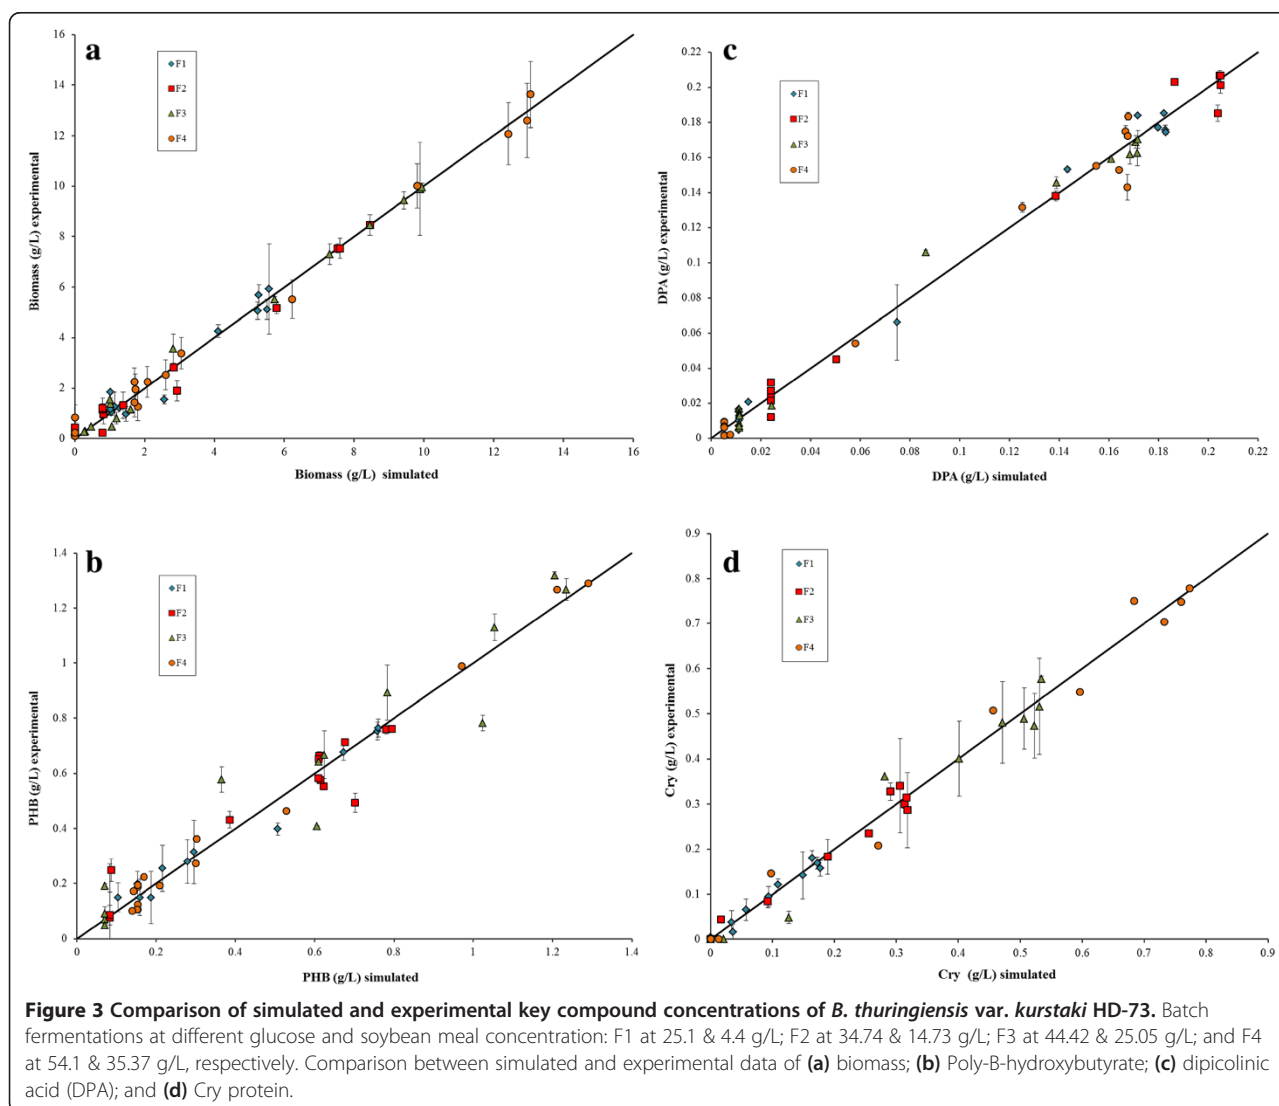 a
16
14
12
10
8
6
4
2
0
0 2 4 6 8 10 12 14 16
Biomass (g/L) experimental
Biomass (g/L) simulated
F1
F2
F3
F4
c
0.22
0.2
0.18
0.16
0.14
0.12
0.1
0.08
0.06
0.04
0.02
0
0 0.02 0.04 0.06 0.08 0.1 0.12 0.14 0.16 0.18 0.2 0.22
DPA (g/L) experimental
DPA (g/L) simulated
F1
F2
F3
F4
b
1.4
1.2
1
0.8
0.6
0.4
0.2
0
0 0.2 0.4 0.6 0.8 1 1.2 1.4
PHB (g/L) experimental
PHB (g/L) simulated
F1
F2
F3
F4
d
0.9
0.8
0.7
0.6
0.5
0.4
0.3
0.2
0.1
0
0 0.1 0.2 0.3 0.4 0.5 0.6 0.7 0.8 0.9
Cry (g/L) experimental
Cry (g/L) simulated
F1
F2
F3
F4
Figure 3 Comparison of simulated and experimental key compound concentrations of B. thuringiensis var. kurstaki HD-73. Batch
fermentations at different glucose and soybean meal concentration: F1 at 25.1 & 4.4 g/L; F2 at 34.74 & 14.73 g/L; F3 at 44.42 & 25.05 g/L; and F4
at 54.1 & 35.37 g/L, respectively. Comparison between simulated and experimental data of (a) biomass; (b) Poly-B-hydroxybutyrate; (c) dipicolinic
acid (DPA); and (d) Cry protein.